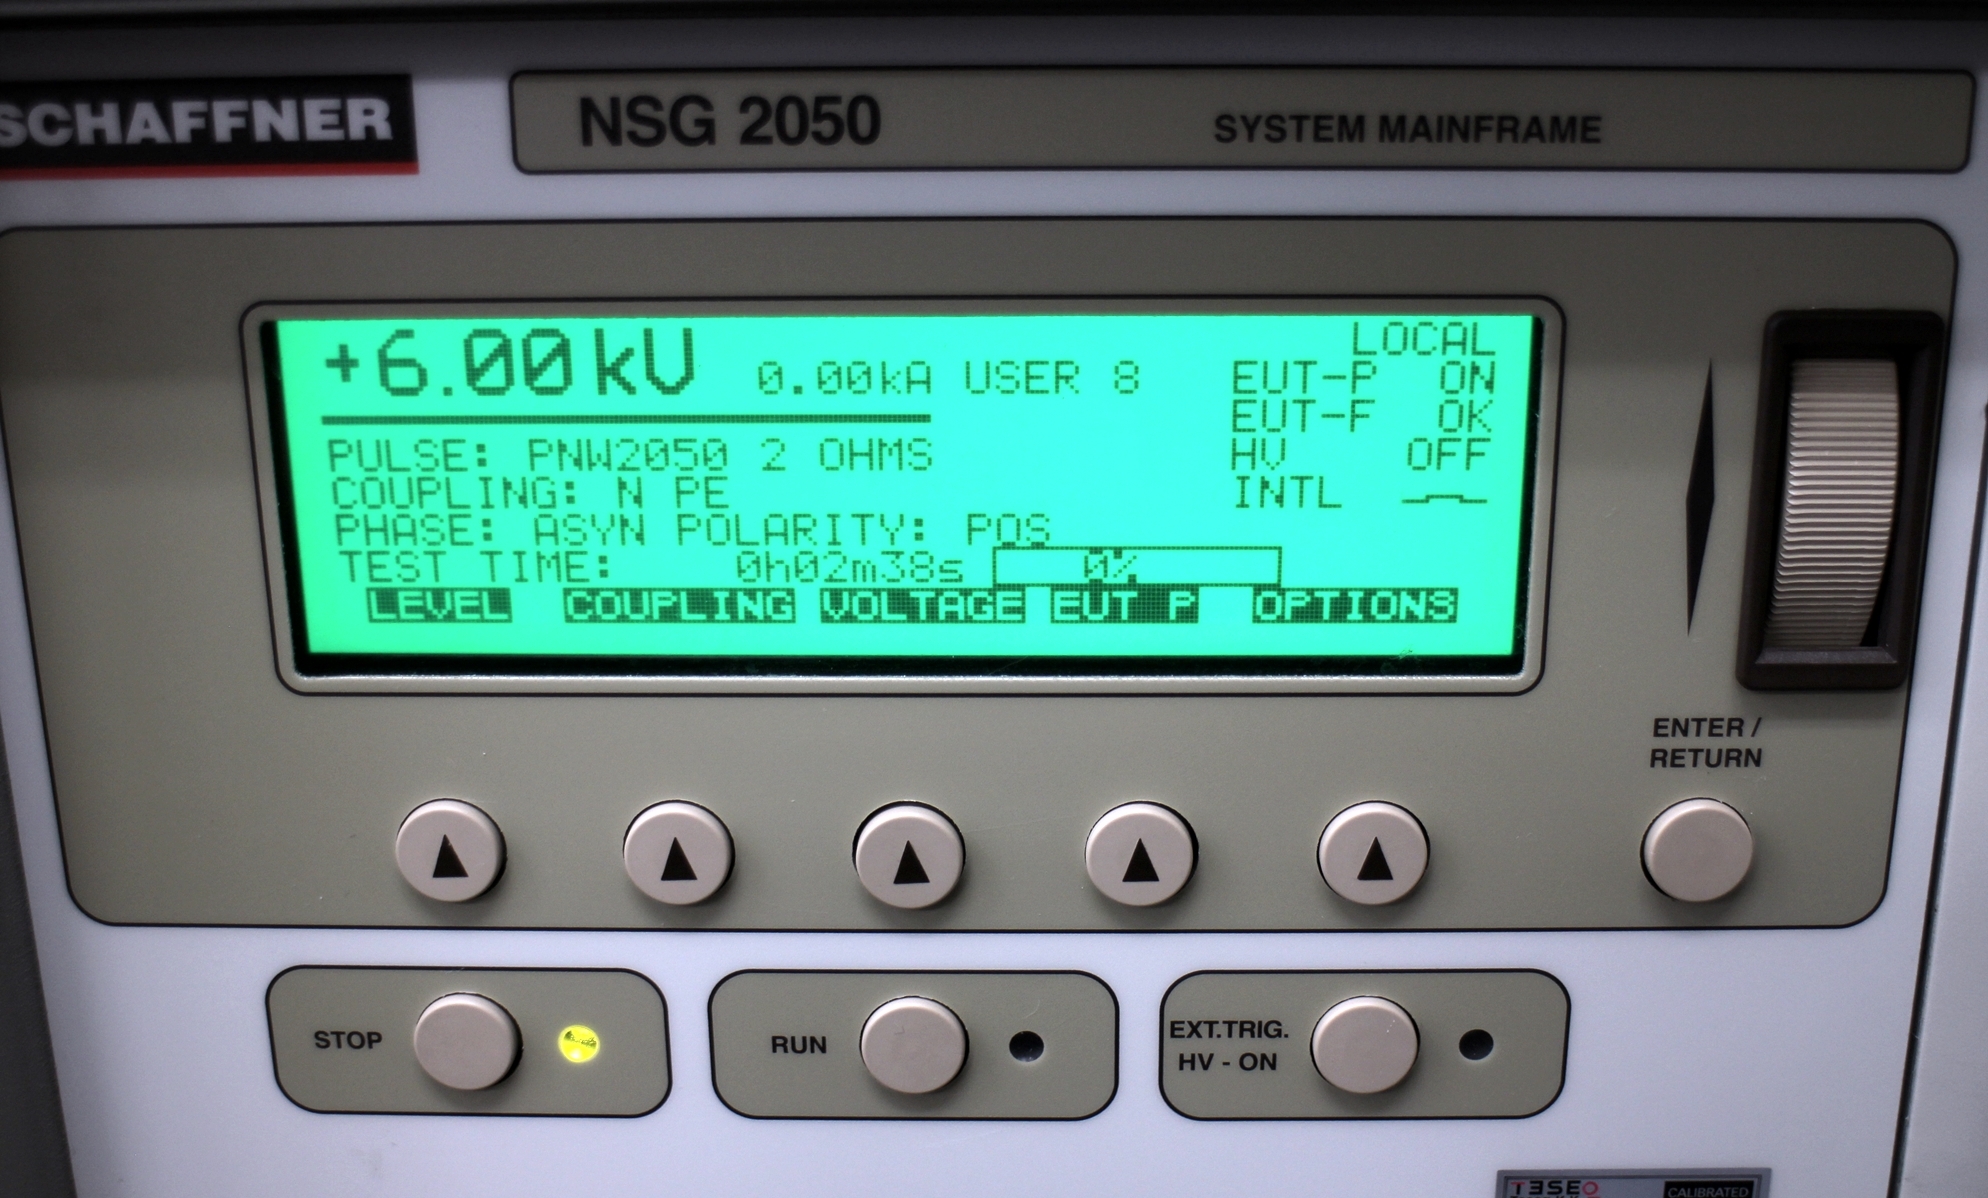 SCHAFFNER
NSG 2050 SYSTEM MAINFRAME
LOCAL
+6.00kV 0.00kA USER 8 EUT-P ON
EUT-F OK
PULSE: PNW2050 2 OHMS HV OFF
COUPLING: N PE INTL
PHASE: ASYN POLARITY: POS
TEST TIME: 0h02m38s 0%
LEVEL COUPLING VOLTAGE EUT P OPTIONS
ENTER /
RETURN
STOP
RUN
EXT.TRIG.
HV - ON
T3SEO
CALIBRATED